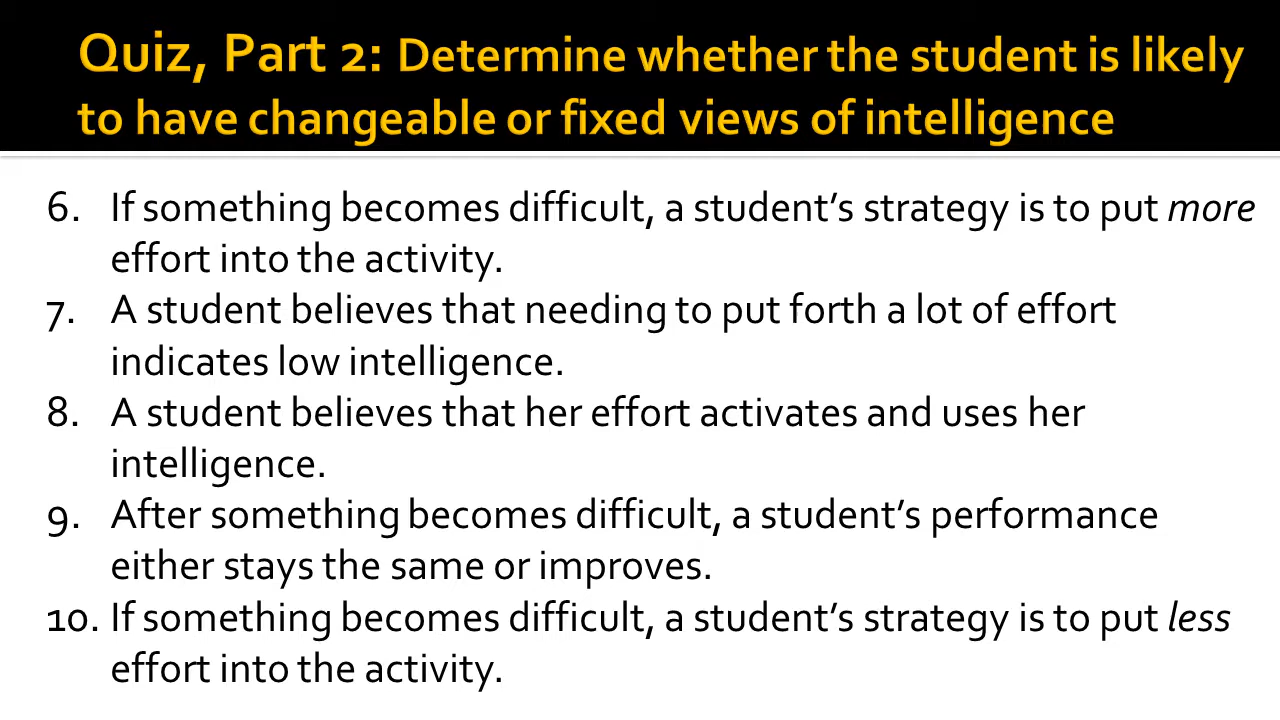 Quiz, Part 2: Determine whether the student is likely
to have changeable or fixed views of intelligence
6. If something becomes difficult, a student’s strategy is to put more
effort into the activity.
7. A student believes that needing to put forth a lot of effort
indicates low intelligence.
8. A student believes that her effort activates and uses her
intelligence.
9. After something becomes difficult, a student’s performance
either stays the same or improves.
10. If something becomes difficult, a student’s strategy is to put less
effort into the activity.